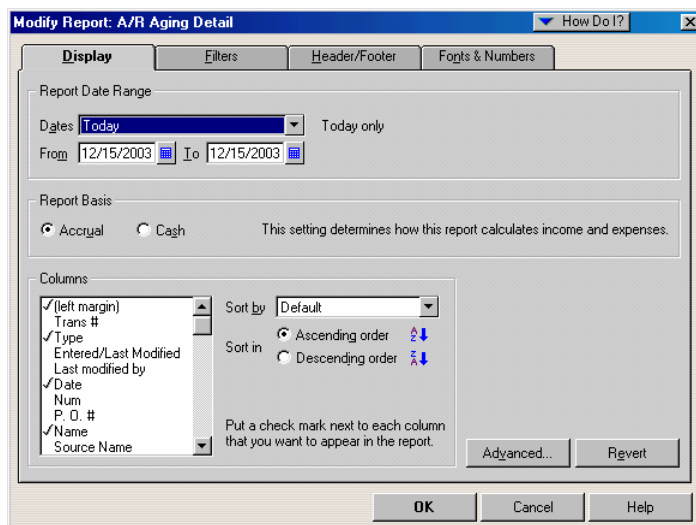 Modify Report: A/R Aging Detail
How Do I?
Display
Filters
Header/Footer
Fonts & Numbers
Report Date Range
Dates Today Today only
From 12/15/2003 To 12/15/2003
Report Basis
Accrual Cash This setting determines how this report calculates income and expenses.
Columns
✓(left margin)
Trans #
✓Type
Entered/Last Modified
Last modified by
✓Date
Num
P. O. #
✓Name
Source Name
Sort by Default
Sort in
Ascending order
Descending order
Put a check mark next to each column
that you want to appear in the report.
Advanced...
Revert
OK
Cancel
Help